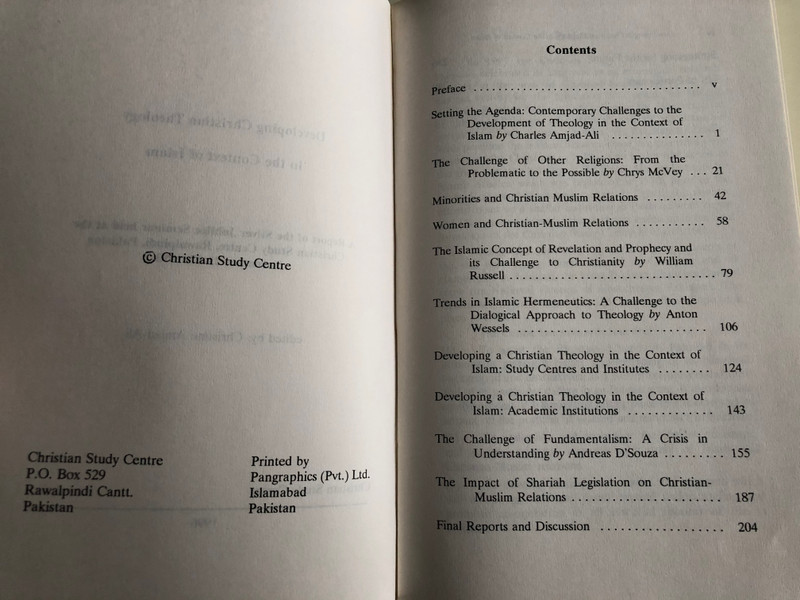 © Christian Study Centre
Christian Study Centre
P.O. Box 529
Rawalpindi Cantt.
Pakistan
Printed by
Pangraphics (Pvt.) Ltd.
Islamabad
Pakistan
Contents
Preface . . . . . . . . . . . . . . . . . . . . . . . . . . . . . . . . . . v
Setting the Agenda: Contemporary Challenges to the
Development of Theology in the Context of
Islam by Charles Amjad-Ali . . . . . . . . . . . . . . . 1
The Challenge of Other Religions: From the
Problematic to the Possible by Chrys McVey . . . 21
Minorities and Christian Muslim Relations . . . . . . . . . 42
Women and Christian-Muslim Relations . . . . . . . . . . . 58
The Islamic Concept of Revelation and Prophecy and
its Challenge to Christianity by William
Russell . . . . . . . . . . . . . . . . . . . . . . . . . . . . . . . 79
Trends in Islamic Hermeneutics: A Challenge to the
Dialogical Approach to Theology by Anton
Wessels . . . . . . . . . . . . . . . . . . . . . . . . . . . . 106
Developing a Christian Theology in the Context of
Islam: Study Centres and Institutes . . . . . . . . 124
Developing a Christian Theology in the Context of
Islam: Academic Institutions . . . . . . . . . . . . . 143
The Challenge of Fundamentalism: A Crisis in
Understanding by Andreas D'Souza . . . . . . . . . 155
The Impact of Shariah Legislation on Christian-
Muslim Relations . . . . . . . . . . . . . . . . . . . . . . 187
Final Reports and Discussion . . . . . . . . . . . . . . . . . . 204